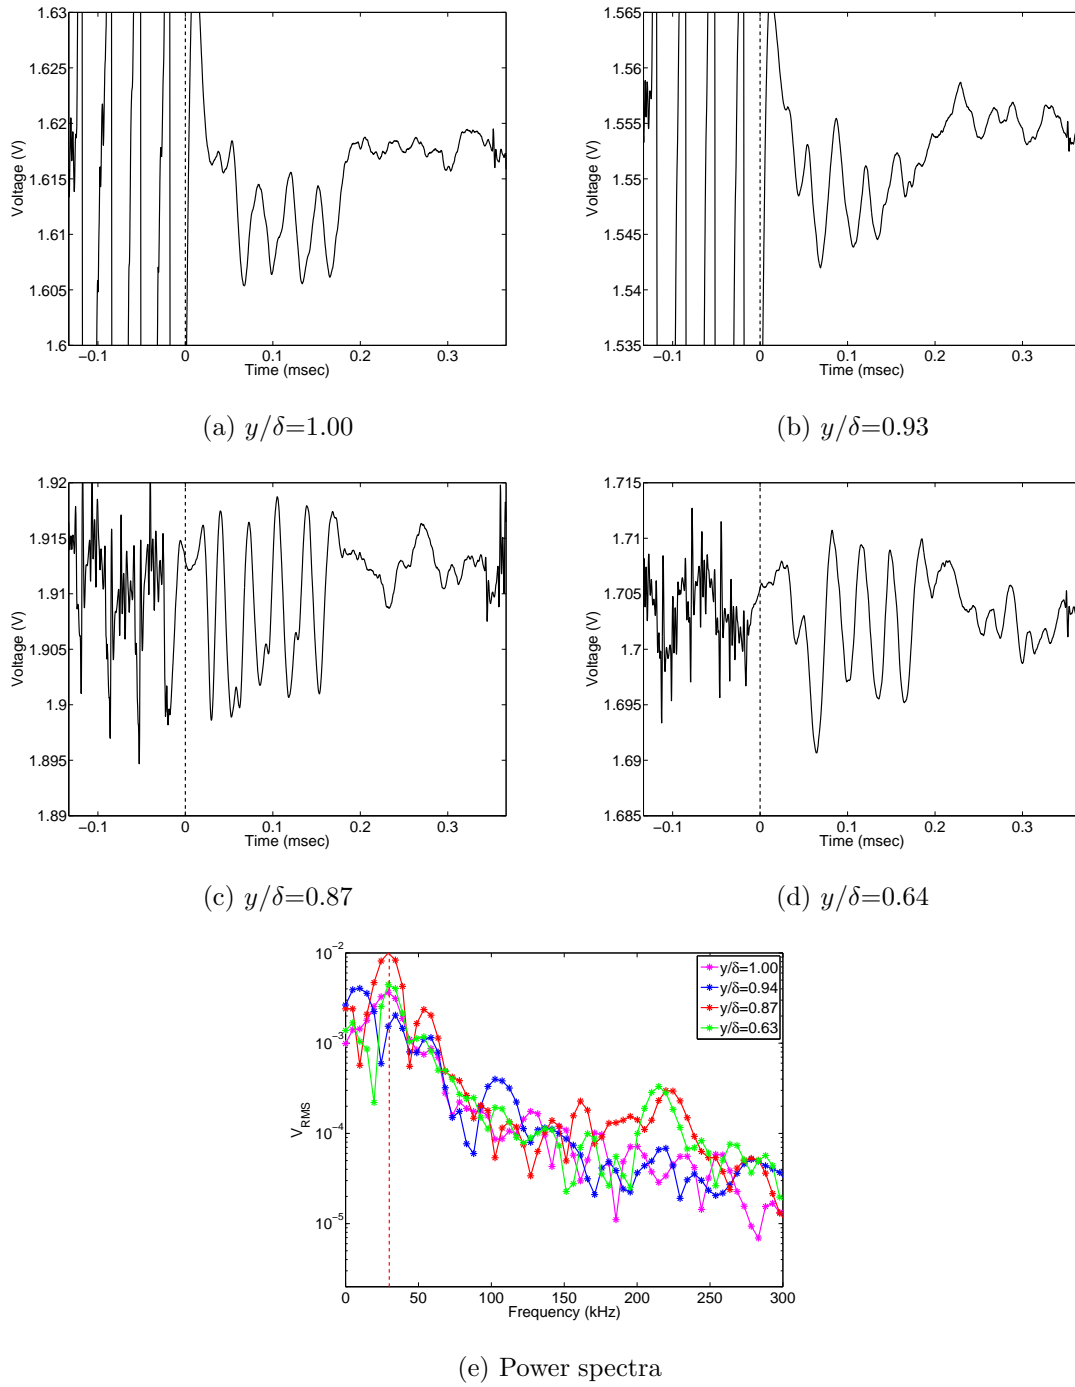 1.63
1.625
1.62
1.615
1.61
1.605
1.6
Voltage (V)
−0.1 0 0.1 0.2 0.3
Time (msec)
(a) y/δ=1.00
1.565
1.56
1.555
1.55
1.545
1.54
1.535
Voltage (V)
−0.1 0 0.1 0.2 0.3
Time (msec)
(b) y/δ=0.93
1.92
1.915
1.91
1.905
1.9
1.895
1.89
Voltage (V)
−0.1 0 0.1 0.2 0.3
Time (msec)
(c) y/δ=0.87
1.715
1.71
1.705
1.7
1.695
1.69
1.685
Voltage (V)
−0.1 0 0.1 0.2 0.3
Time (msec)
(d) y/δ=0.64
10−2
10−3
10−4
10−5
VRMS
y/δ=1.00
y/δ=0.94
y/δ=0.87
y/δ=0.63
0 50 100 150 200 250 300
Frequency (kHz)
(e) Power spectra